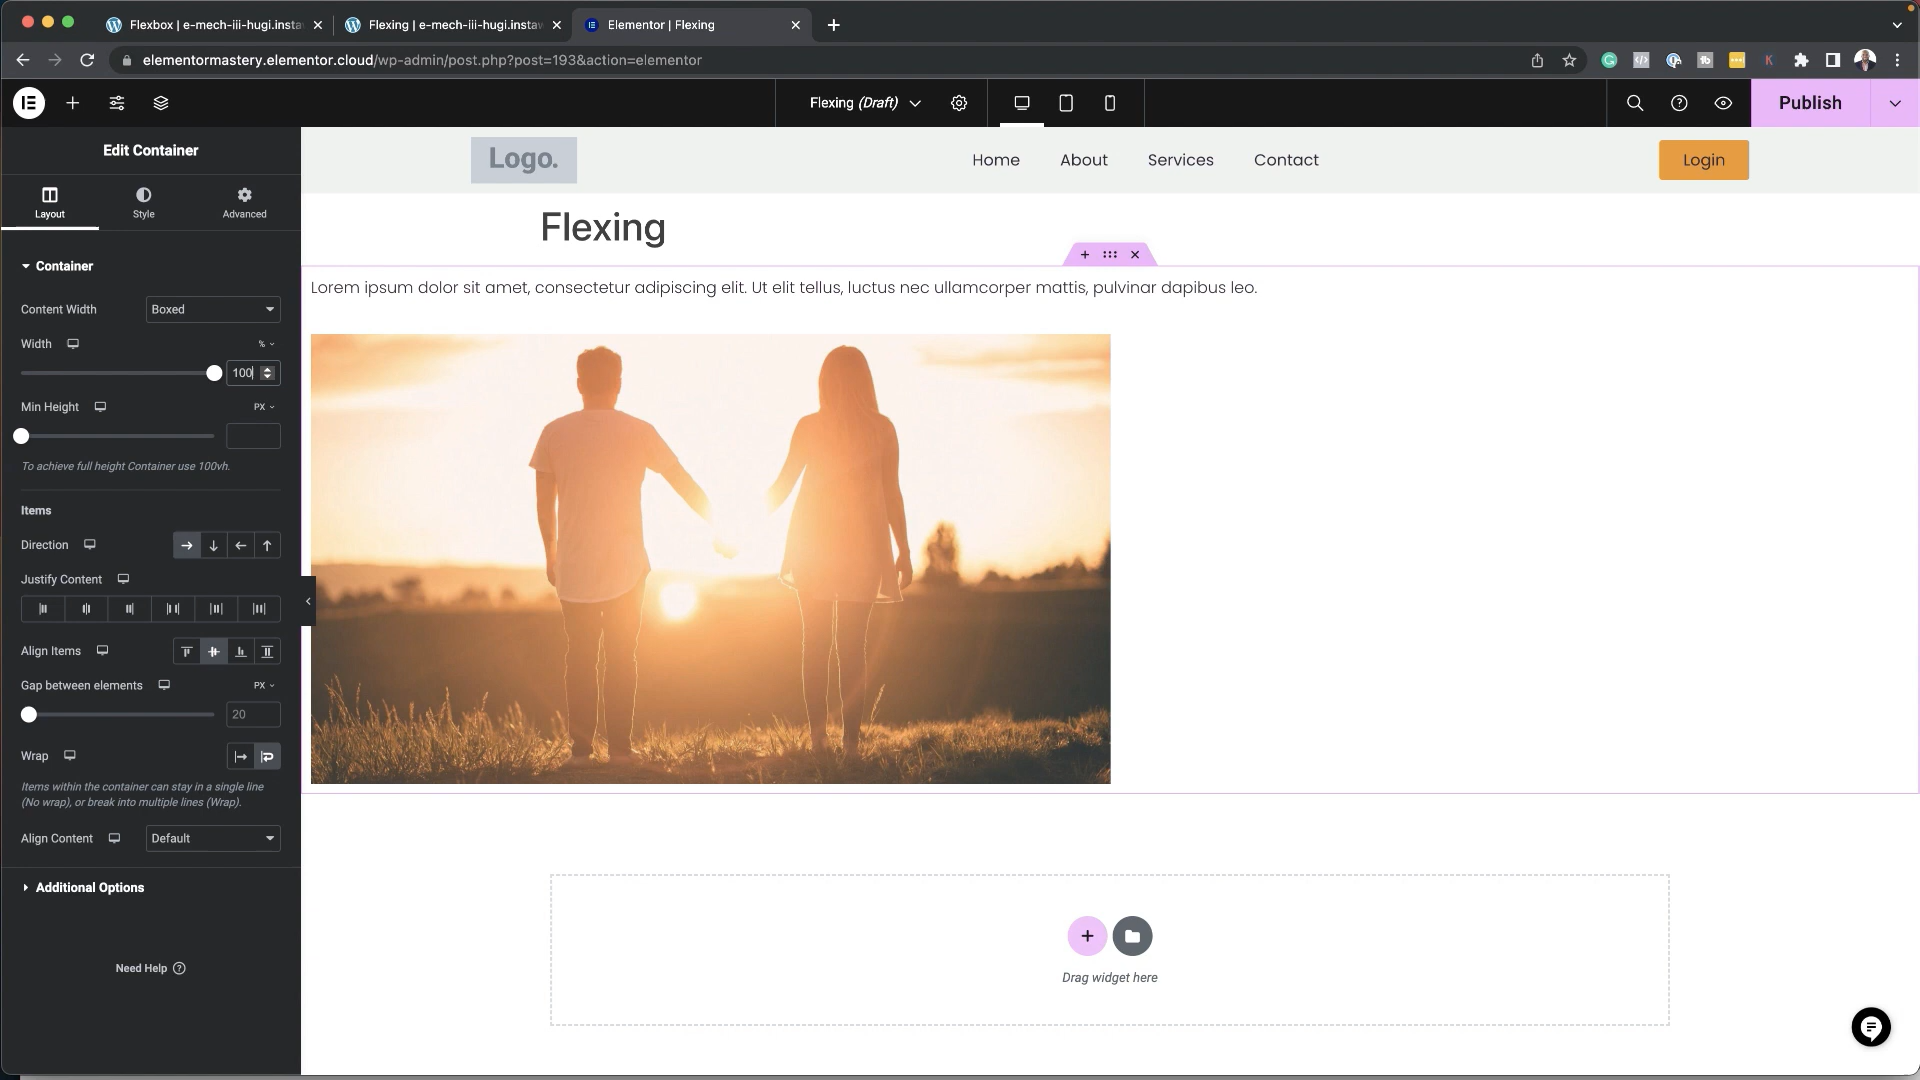 Flexbox | e-mech-iii-hugi.insta
Flexing | e-mech-iii-hugi.instaw
Elementor | Flexing
elementormastery.elementor.cloud/wp-admin/post.php?post=193&action=elementor
Flexing (Draft)
Publish
Edit Container
Layout
Style
Advanced
Container
Content Width
Boxed
Width
%
100
Min Height
PX
To achieve full height Container use 100vh.
Items
Direction
Justify Content
Align Items
Gap between elements
PX
20
Wrap
Items within the container can stay in a single line
(No wrap), or break into multiple lines (Wrap).
Align Content
Default
Additional Options
Need Help
Logo.
Home
About
Services
Contact
Login
Flexing
Lorem ipsum dolor sit amet, consectetur adipiscing elit. Ut elit tellus, luctus nec ullamcorper mattis, pulvinar dapibus leo.
Drag widget here